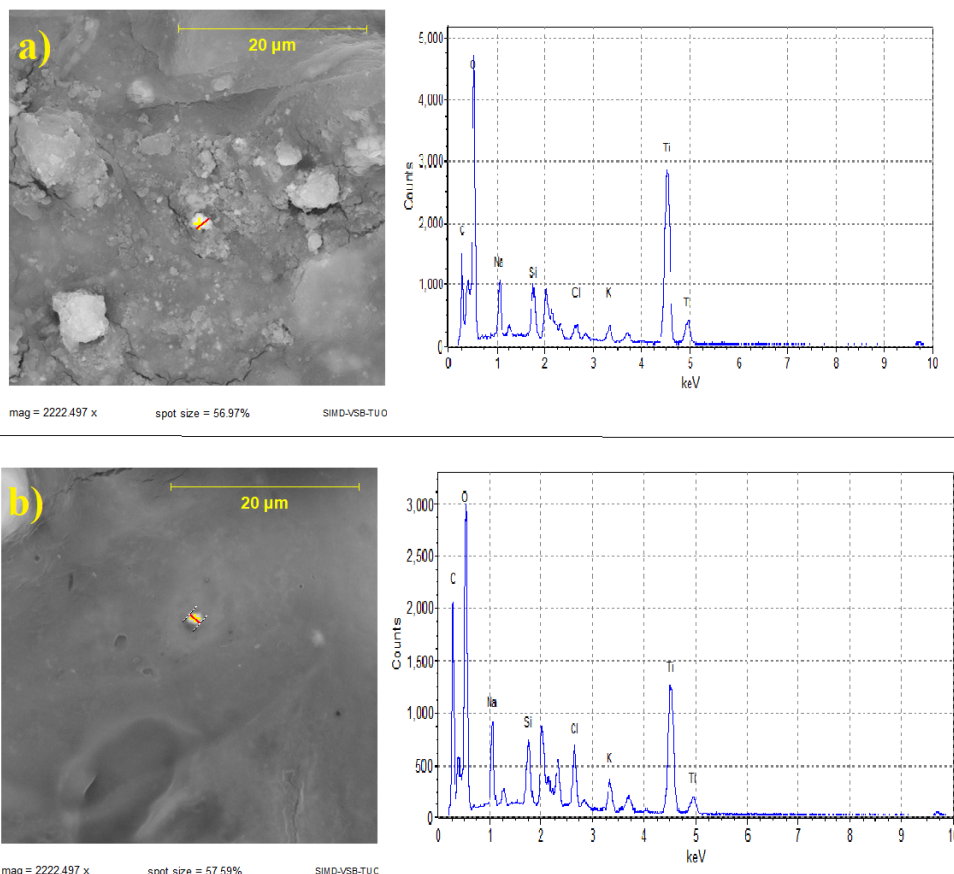 a)
20 µm
mag = 2222.497 x spot size = 56.97% SIMD-VSB-TUO
5,000
4,000
3,000
2,000
1,000
0
Counts
O
C
Na
Si
Cl
K
Ti
Ti
0 1 2 3 4 5 6 7 8 9 10
keV
b)
20 µm
mag = 2222.497 x spot size = 57.59% SIMD-VSB-TUC
3,000
2,500
2,000
1,500
1,000
500
0
Counts
O
C
Na
Si
Cl
K
Ti
Ti
0 1 2 3 4 5 6 7 8 9 10
keV